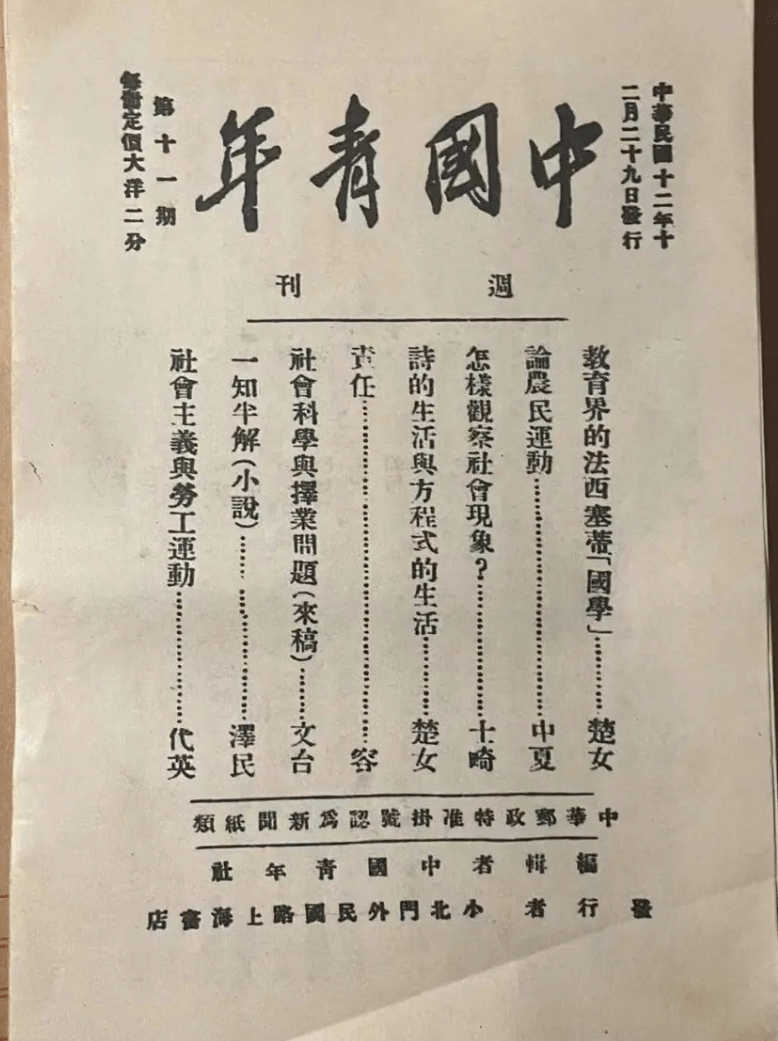 中華民國十二年十
二月二十九日發行
中國青年
第十一期
每冊定價大洋二分
週刊
教育界的法西塞蒂「國學」…………楚女
論農民運動…………………………中夏
怎樣觀察社會現象?…………………士畸
詩的生活與方程式的生活…………楚女
責任…………………………………容
社會科學與擇業問題(來稿)………文台
一知半解(小說)……………………澤民
社會主義與勞工運動………………代英
中華郵政特准掛號認爲新聞紙類
編輯者中國青年社
發行者小北門外民國路上海書店